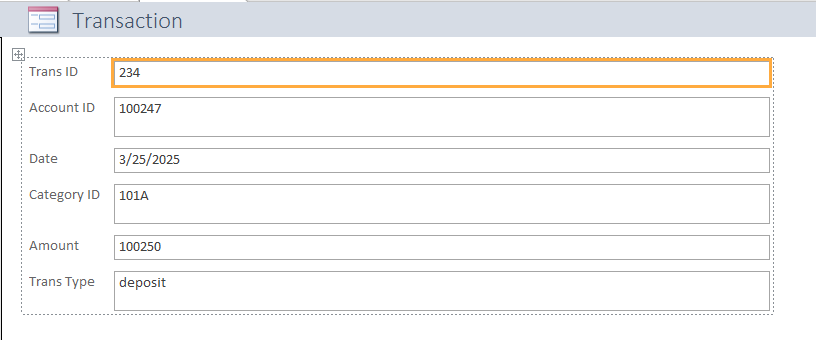 Transaction
Trans ID 234
Account ID 100247
Date 3/25/2025
Category ID 101A
Amount 100250
Trans Type deposit